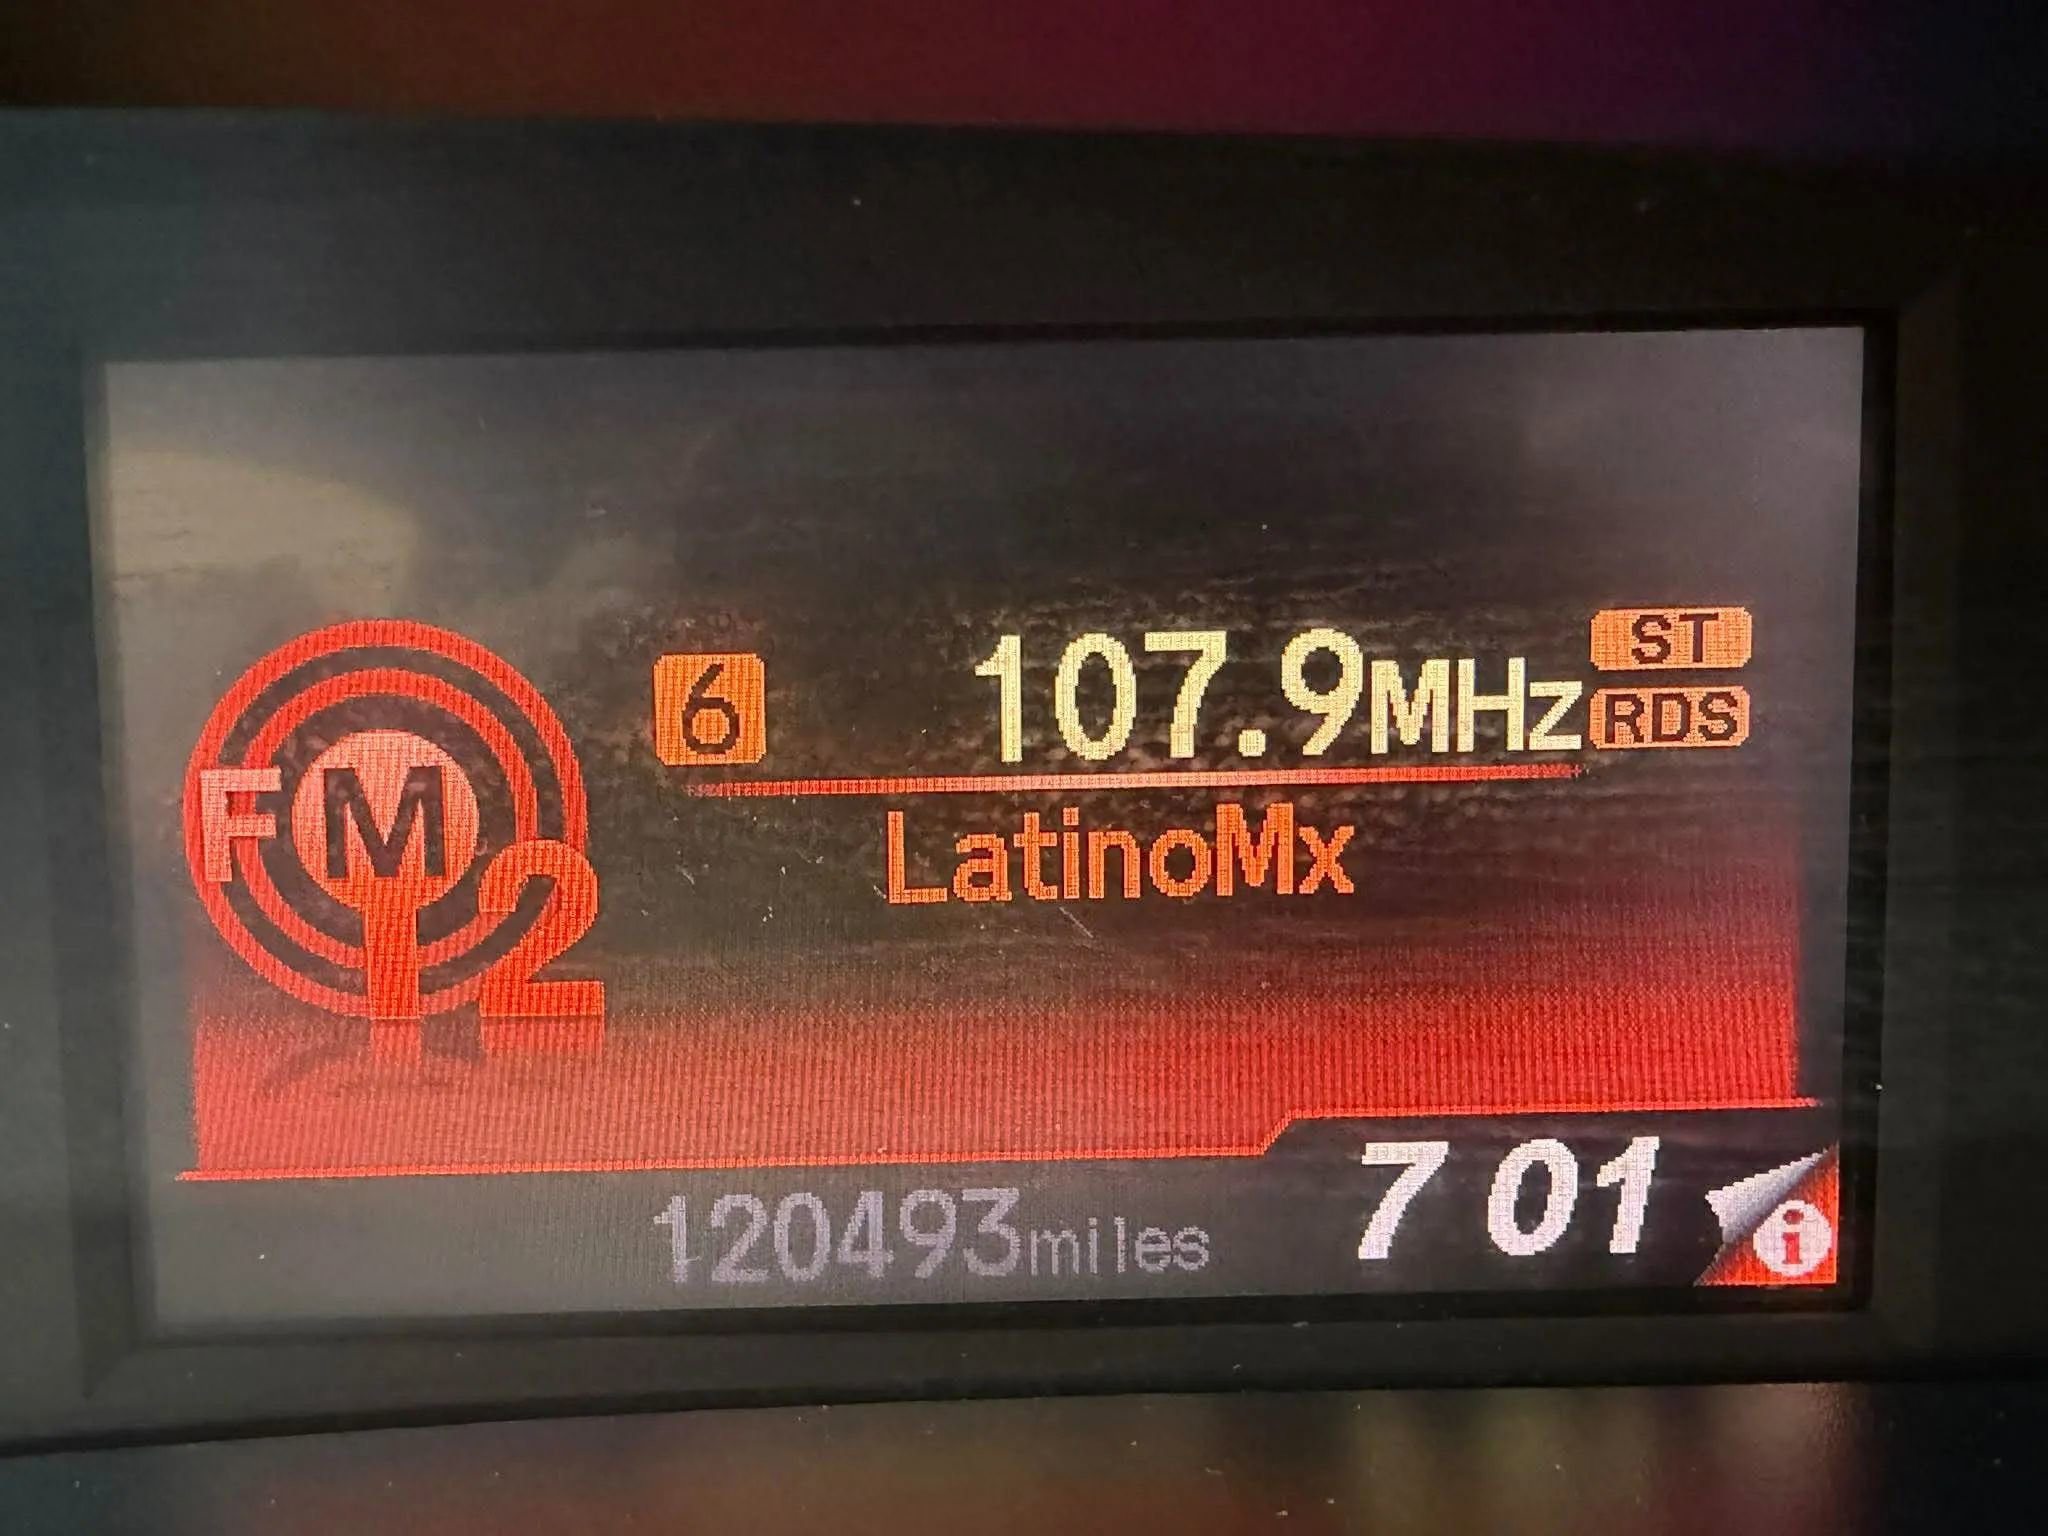 6 107.9MHz ST
RDS
FM2
LatinoMx
120493miles 7 01
i